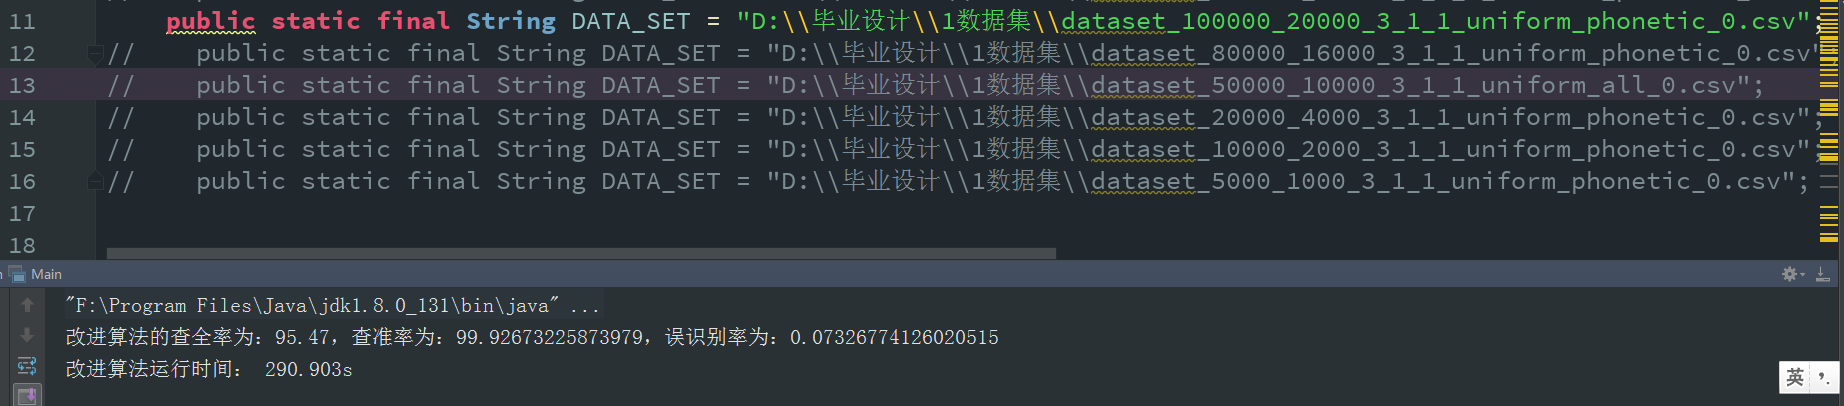 11 public static final String DATA_SET = "D:\\毕业设计\\1数据集\\dataset_100000_20000_3_1_1_uniform_phonetic_0.csv";
12 // public static final String DATA_SET = "D:\\毕业设计\\1数据集\\dataset_80000_16000_3_1_1_uniform_phonetic_0.csv";
13 // public static final String DATA_SET = "D:\\毕业设计\\1数据集\\dataset_50000_10000_3_1_1_uniform_all_0.csv";
14 // public static final String DATA_SET = "D:\\毕业设计\\1数据集\\dataset_20000_4000_3_1_1_uniform_phonetic_0.csv";
15 // public static final String DATA_SET = "D:\\毕业设计\\1数据集\\dataset_10000_2000_3_1_1_uniform_phonetic_0.csv";
16 // public static final String DATA_SET = "D:\\毕业设计\\1数据集\\dataset_5000_1000_3_1_1_uniform_phonetic_0.csv";
17
18
Main
"F:\Program Files\Java\jdk1.8.0_131\bin\java" ...
改进算法的查全率为：95.47，查准率为：99.92673225873979，误识别率为：0.07326774126020515
改进算法运行时间： 290.903s
英